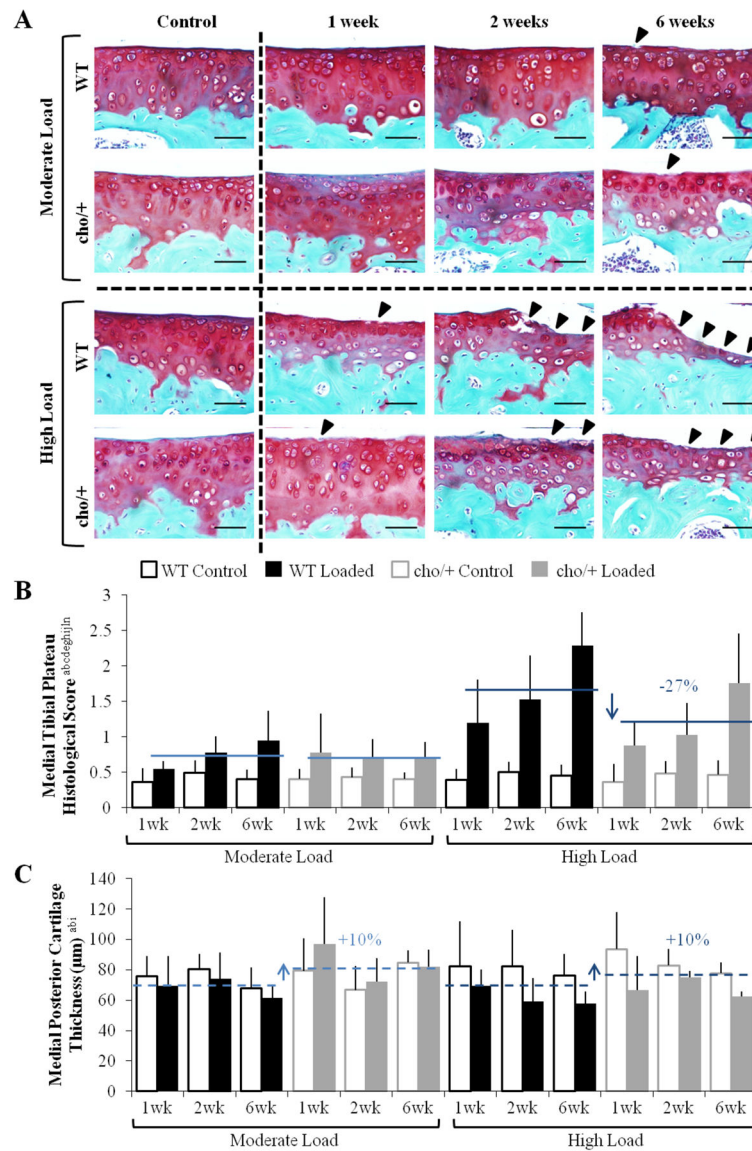 A
Control
1 week
2 weeks
6 weeks
Moderate Load
WT
cho/+
High Load
WT
cho/+
WT Control WT Loaded cho/+ Control cho/+ Loaded
B
Medial Tibial Plateau
Histological Score abcdeghijln
3
2.5
2
1.5
1
0.5
0
-27%
1wk 2wk 6wk 1wk 2wk 6wk 1wk 2wk 6wk 1wk 2wk 6wk
Moderate Load
High Load
C
Medial Posterior Cartilage
Thickness (μm) abi
140
120
100
80
60
40
20
0
+10%
+10%
1wk 2wk 6wk 1wk 2wk 6wk 1wk 2wk 6wk 1wk 2wk 6wk
Moderate Load
High Load